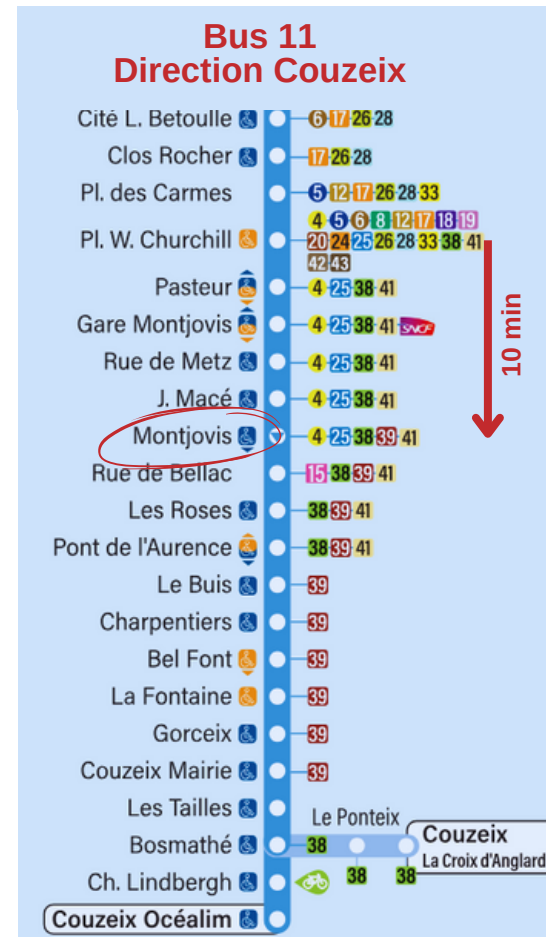 Bus 11
Direction Couzeix
Cité L. Betoulle 6 17 26 28
Clos Rocher 17 26 28
Pl. des Carmes 5 12 17 26 28 33
4 5 6 8 12 17 18 19
Pl. W. Churchill 20 24 25 26 28 33 38 41
42 43
Pasteur 4 25 38 41
Gare Montjovis 4 25 38 41 SNCF
Rue de Metz 4 25 38 41
J. Macé 4 25 38 41
Montjovis 4 25 38 39 41
Rue de Bellac 15 38 39 41
Les Roses 38 39 41
Pont de l'Aurence 38 39 41
Le Buis 39
Charpentiers 39
Bel Font 39
La Fontaine 39
Gorceix 39
Couzeix Mairie 39
Les Tailles
Bosmathé 38
Le Ponteix
38
Couzeix
La Croix d'Anglard
38
Ch. Lindbergh
Couzeix Océalim
10 min